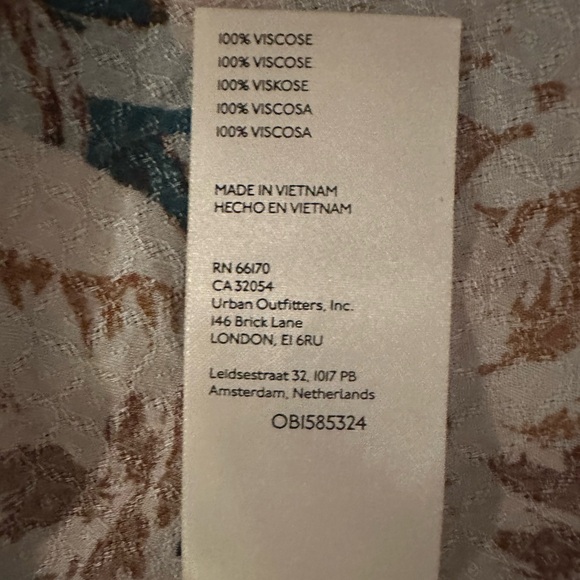 100% VISCOSE
100% VISCOSE
100% VISKOSE
100% VISCOSA
100% VISCOSA
MADE IN VIETNAM
HECHO EN VIETNAM
RN 66170
CA 32054
Urban Outfitters, Inc.
146 Brick Lane
LONDON, E1 6RU
Leidsestraat 32, 1017 PB
Amsterdam, Netherlands
OB1585324